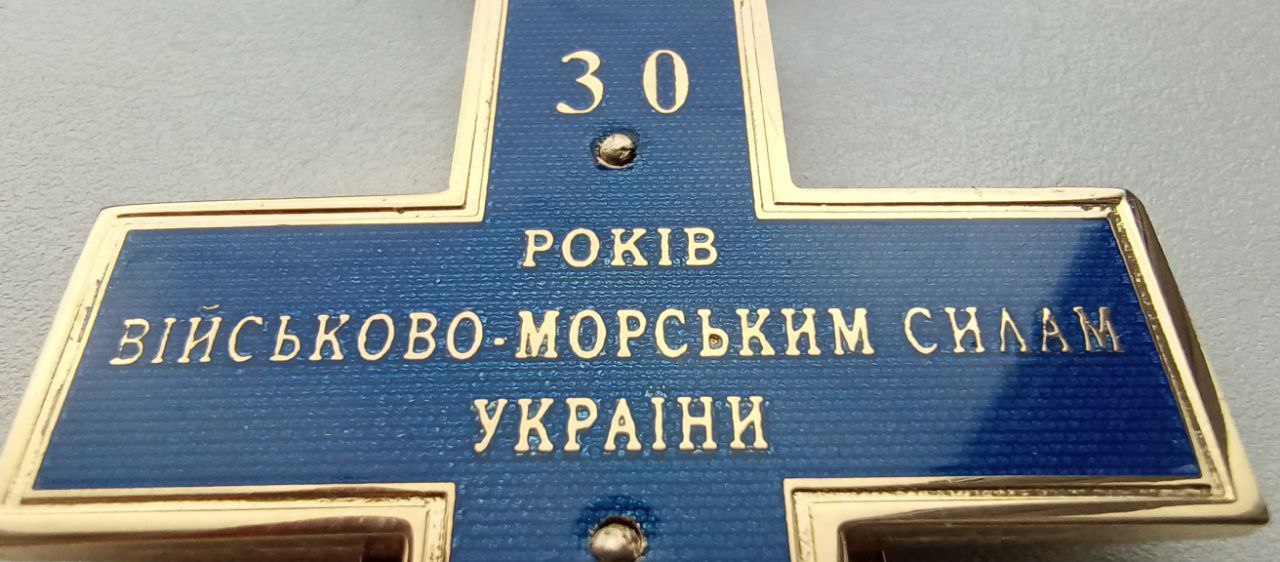 30
РОКІВ
ВІЙСЬКОВО-МОРСЬКИМ СИЛАМ
УКРАЇНИ